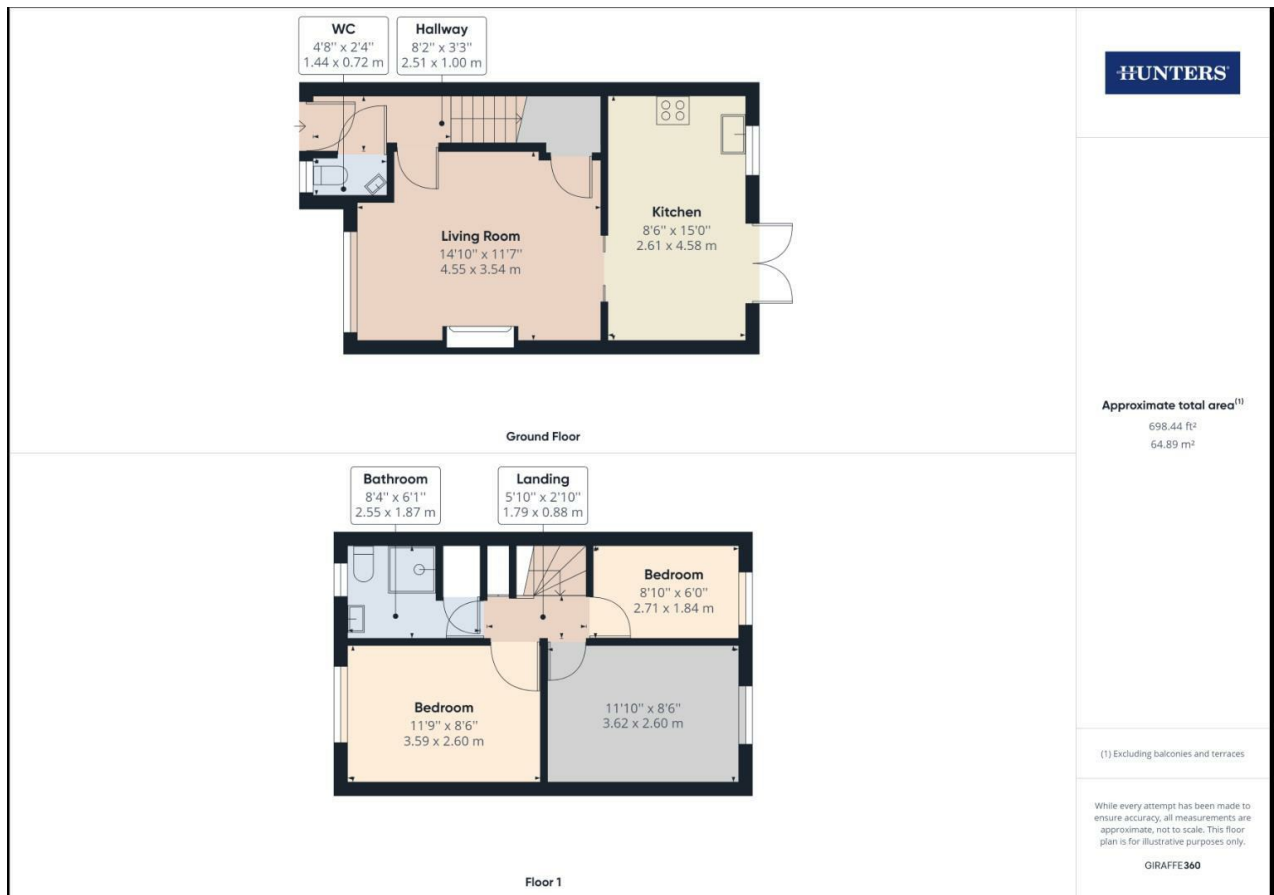 WC
4'8'' x 2'4''
1.44 x 0.72 m
Hallway
8'2'' x 3'3''
2.51 x 1.00 m
Living Room
14'10'' x 11'7''
4.55 x 3.54 m
Kitchen
8'6'' x 15'0''
2.61 x 4.58 m
Ground Floor
Bathroom
8'4'' x 6'1''
2.55 x 1.87 m
Landing
5'10'' x 2'10''
1.79 x 0.88 m
Bedroom
8'10'' x 6'0''
2.71 x 1.84 m
Bedroom
11'9'' x 8'6''
3.59 x 2.60 m
11'10'' x 8'6''
3.62 x 2.60 m
Floor 1
HUNTERS
Approximate total area(1)
698.44 ft²
64.89 m²
(1) Excluding balconies and terraces
While every attempt has been made to
ensure accuracy, all measurements are
approximate, not to scale. This floor
plan is for illustrative purposes only.
GIRAFFE360